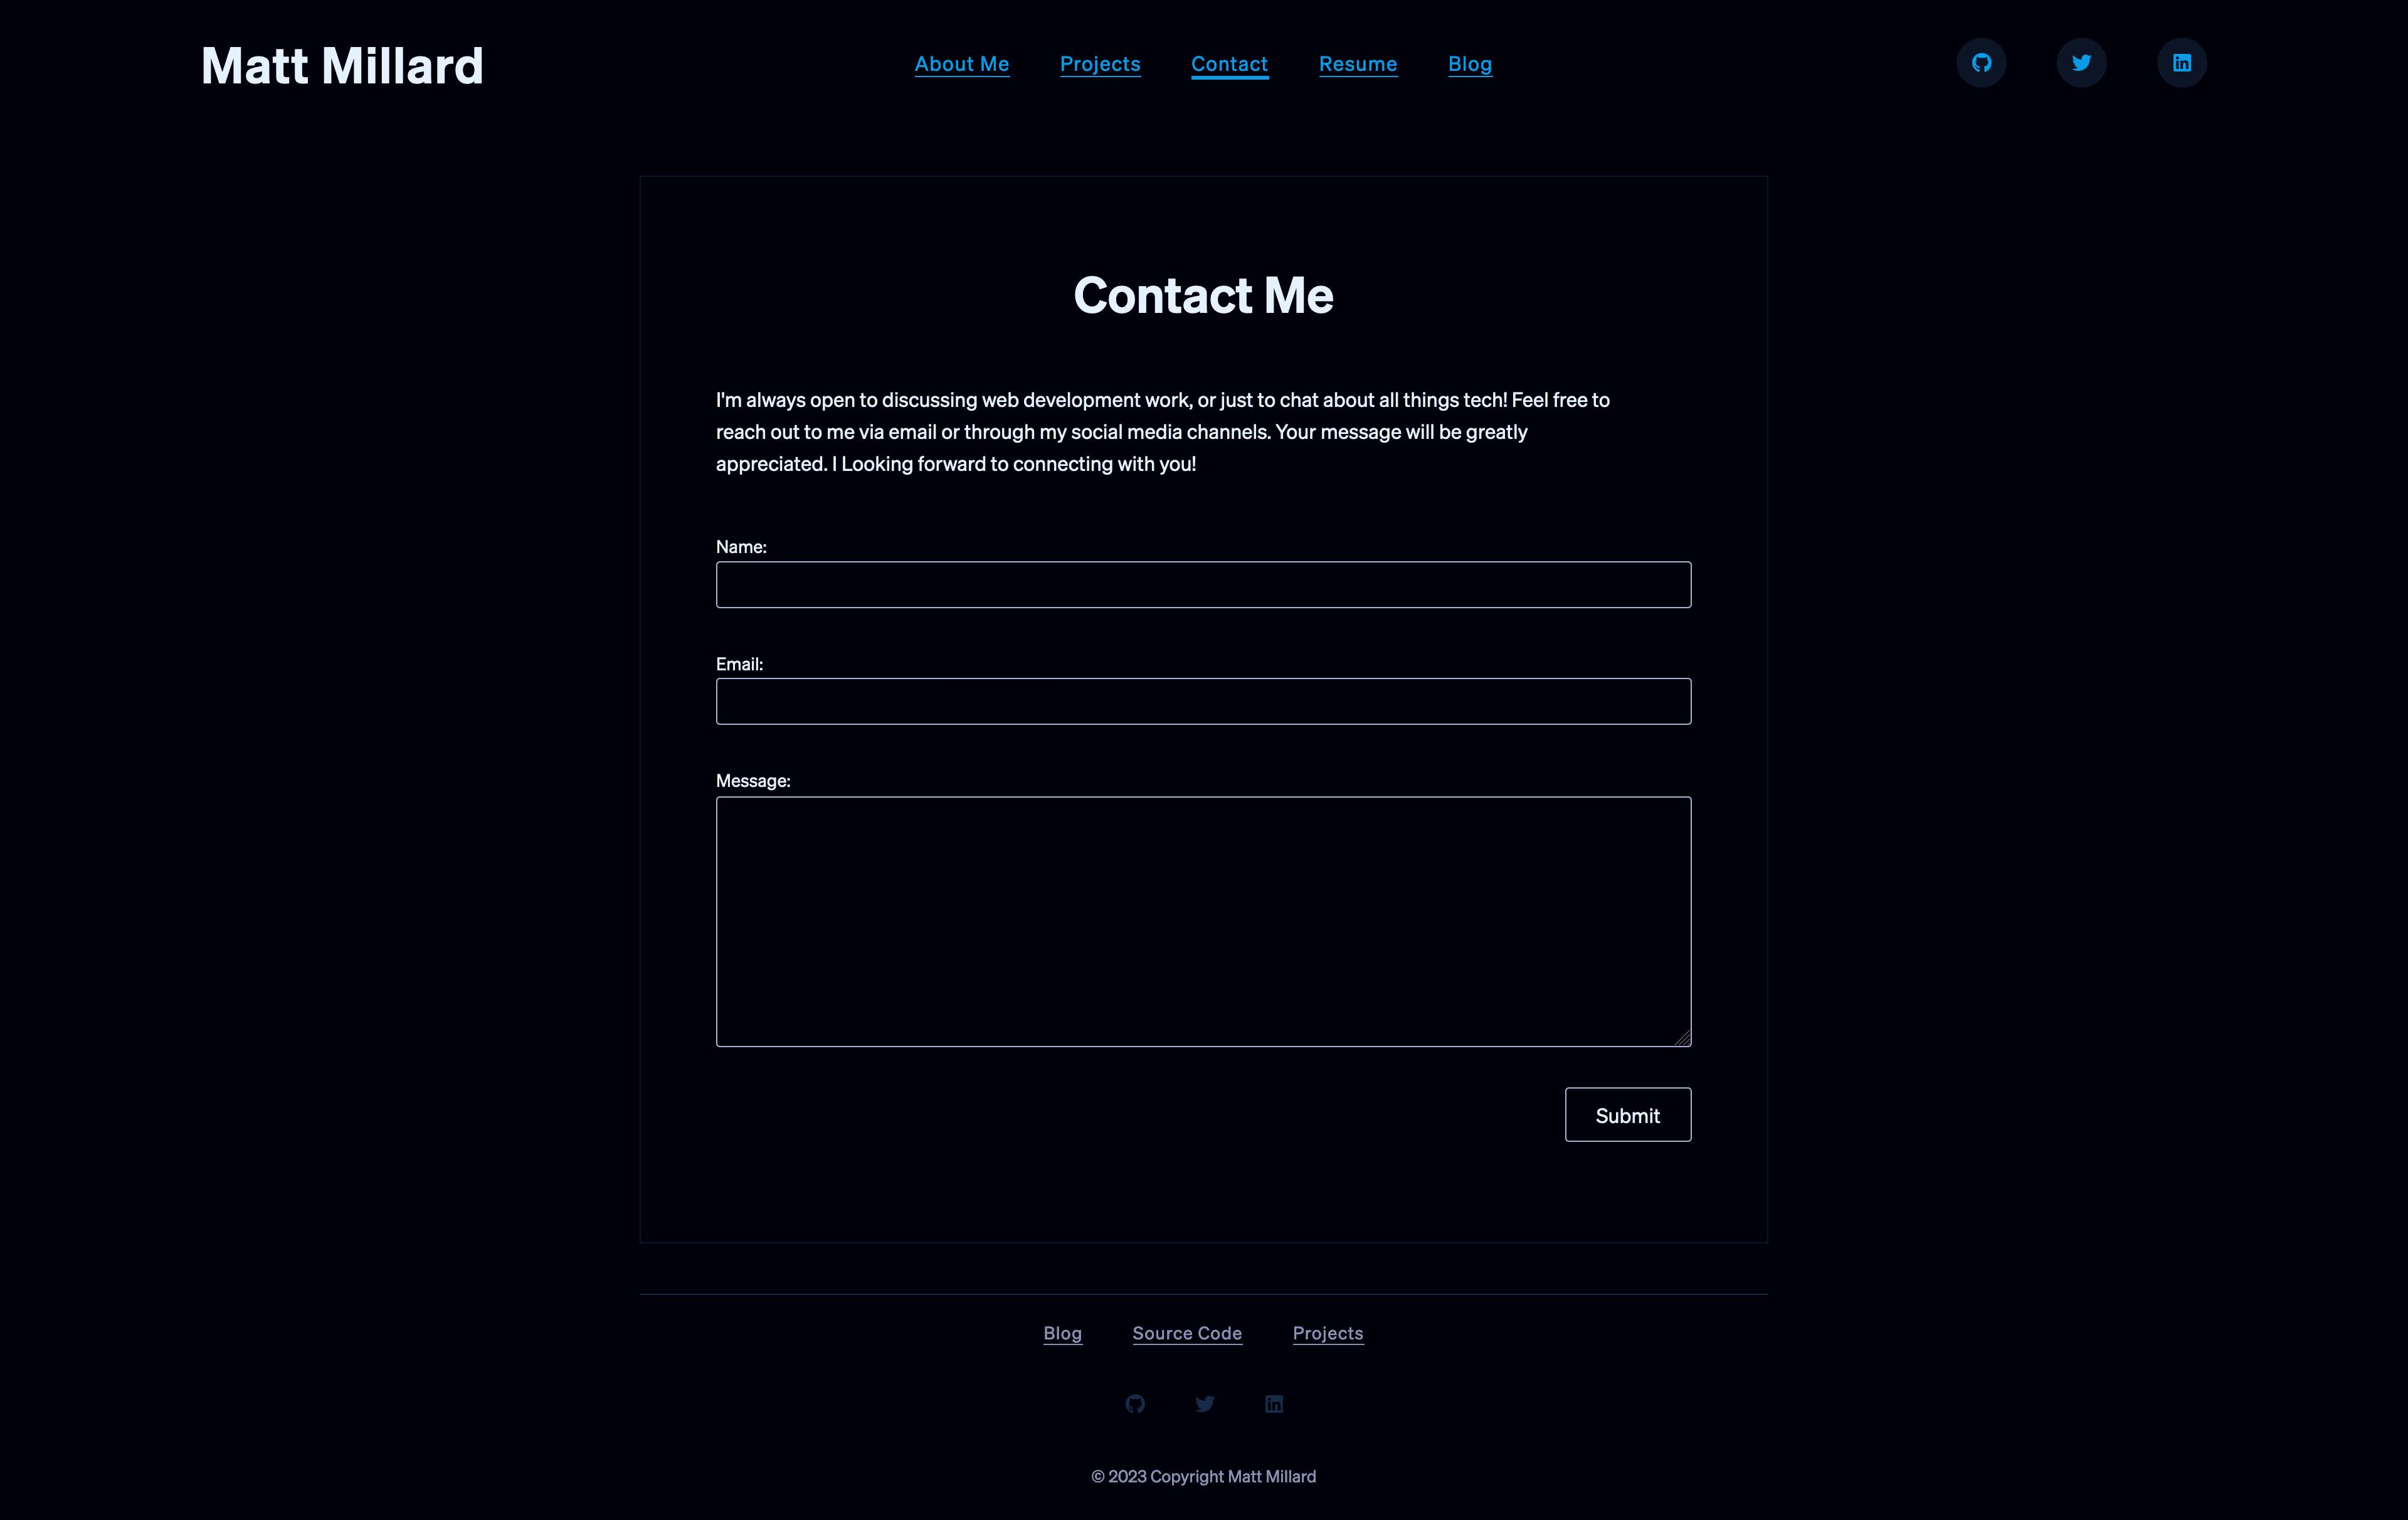 Matt Millard
About Me
Projects
Contact
Resume
Blog
Contact Me
I'm always open to discussing web development work, or just to chat about all things tech! Feel free to
reach out to me via email or through my social media channels. Your message will be greatly
appreciated. I Looking forward to connecting with you!
Name:
Email:
Message:
Submit
Blog
Source Code
Projects
© 2023 Copyright Matt Millard